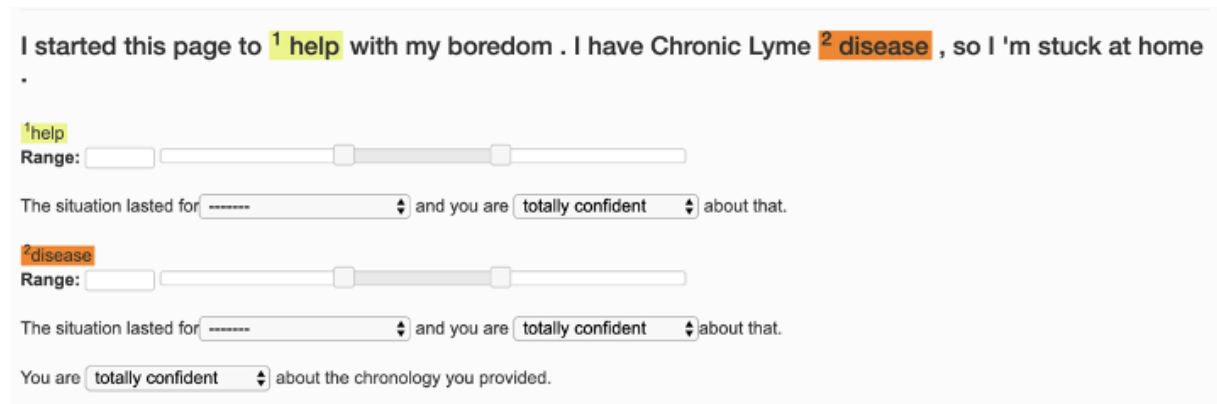 I started this page to ¹ help with my boredom . I have Chronic Lyme ² disease , so I 'm stuck at home
.
¹help
Range:
The situation lasted for ------- and you are totally confident about that.
²disease
Range:
The situation lasted for ------- and you are totally confident about that.
You are totally confident about the chronology you provided.